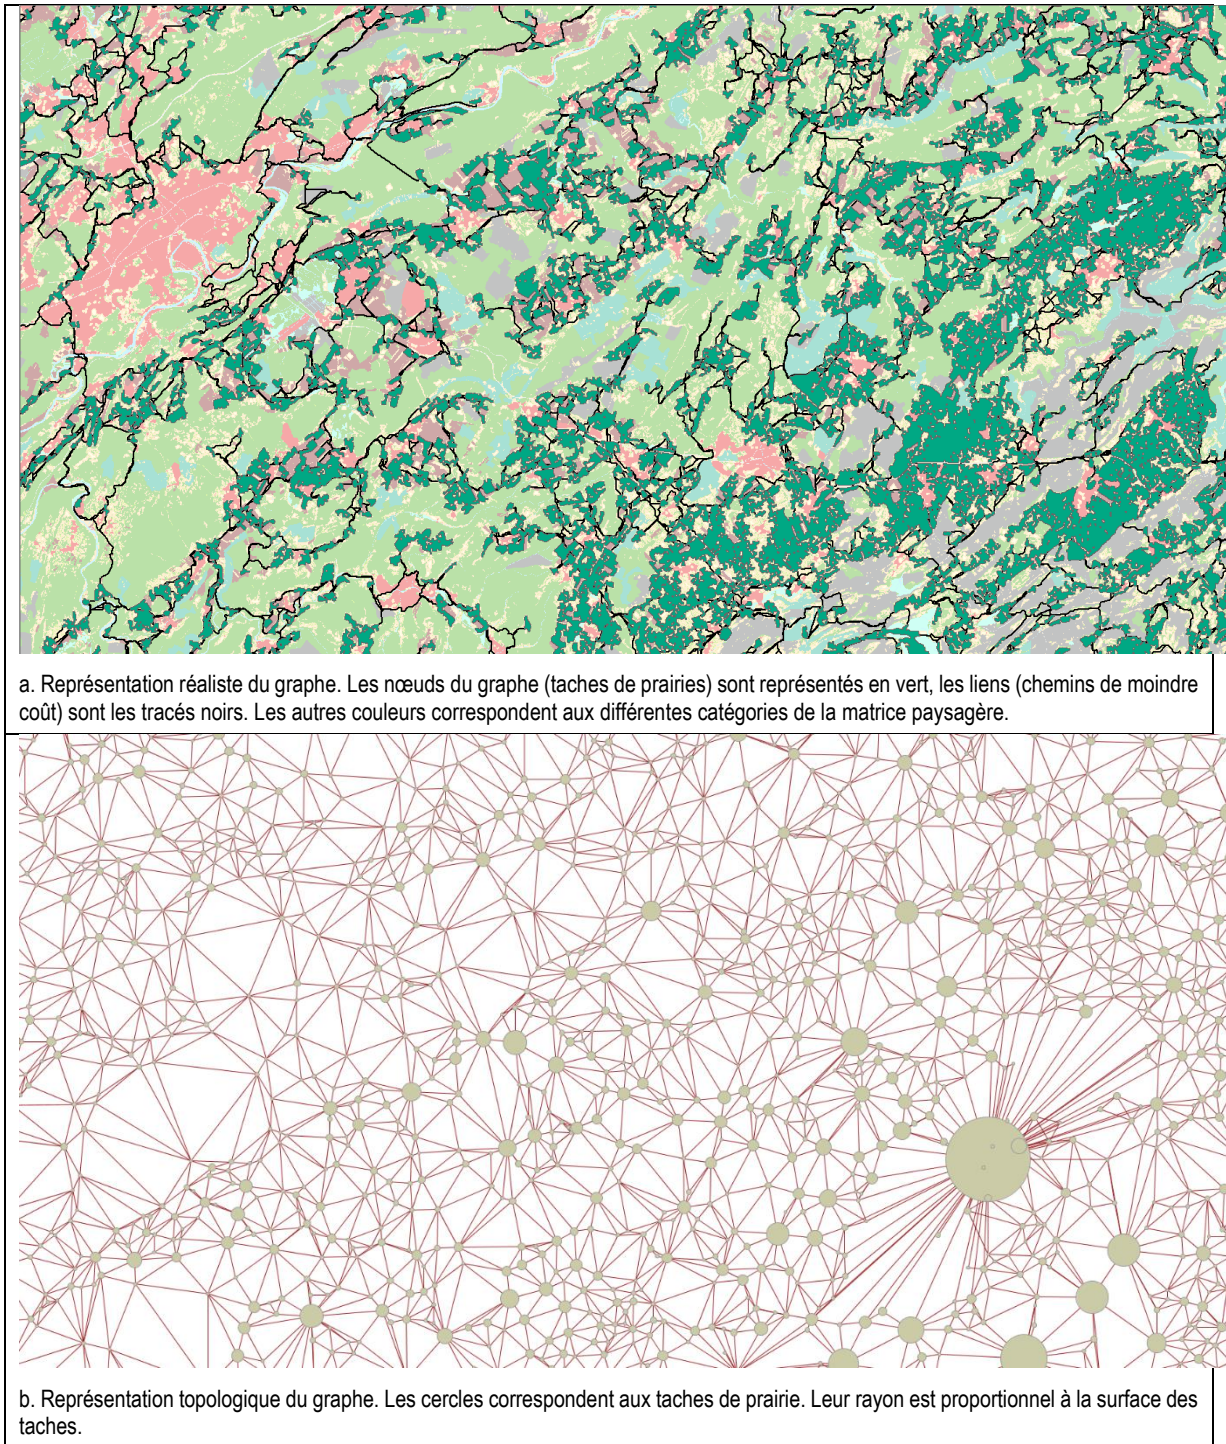 a. Représentation réaliste du graphe. Les nœuds du graphe (taches de prairies) sont représentés en vert, les liens (chemins de moindre
coût) sont les tracés noirs. Les autres couleurs correspondent aux différentes catégories de la matrice paysagère.
b. Représentation topologique du graphe. Les cercles correspondent aux taches de prairie. Leur rayon est proportionnel à la surface des
taches.